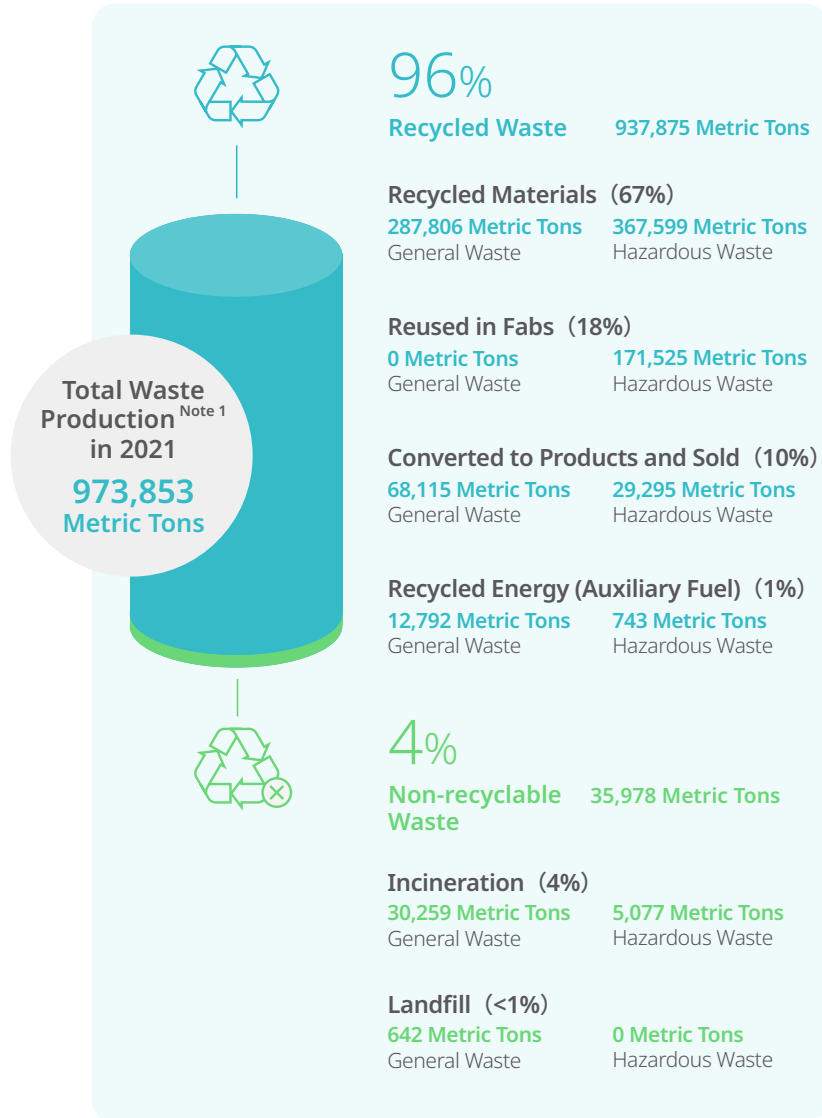 Total Waste
Production Note 1
in 2021
973,853
Metric Tons
96%
Recycled Waste 937,875 Metric Tons
Recycled Materials（67%）
287,806 Metric Tons 367,599 Metric Tons
General Waste Hazardous Waste
Reused in Fabs（18%）
0 Metric Tons 171,525 Metric Tons
General Waste Hazardous Waste
Converted to Products and Sold（10%）
68,115 Metric Tons 29,295 Metric Tons
General Waste Hazardous Waste
Recycled Energy (Auxiliary Fuel)（1%）
12,792 Metric Tons 743 Metric Tons
General Waste Hazardous Waste
4%
Non-recyclable 35,978 Metric Tons
Waste
Incineration（4%）
30,259 Metric Tons 5,077 Metric Tons
General Waste Hazardous Waste
Landfill（<1%）
642 Metric Tons 0 Metric Tons
General Waste Hazardous Waste